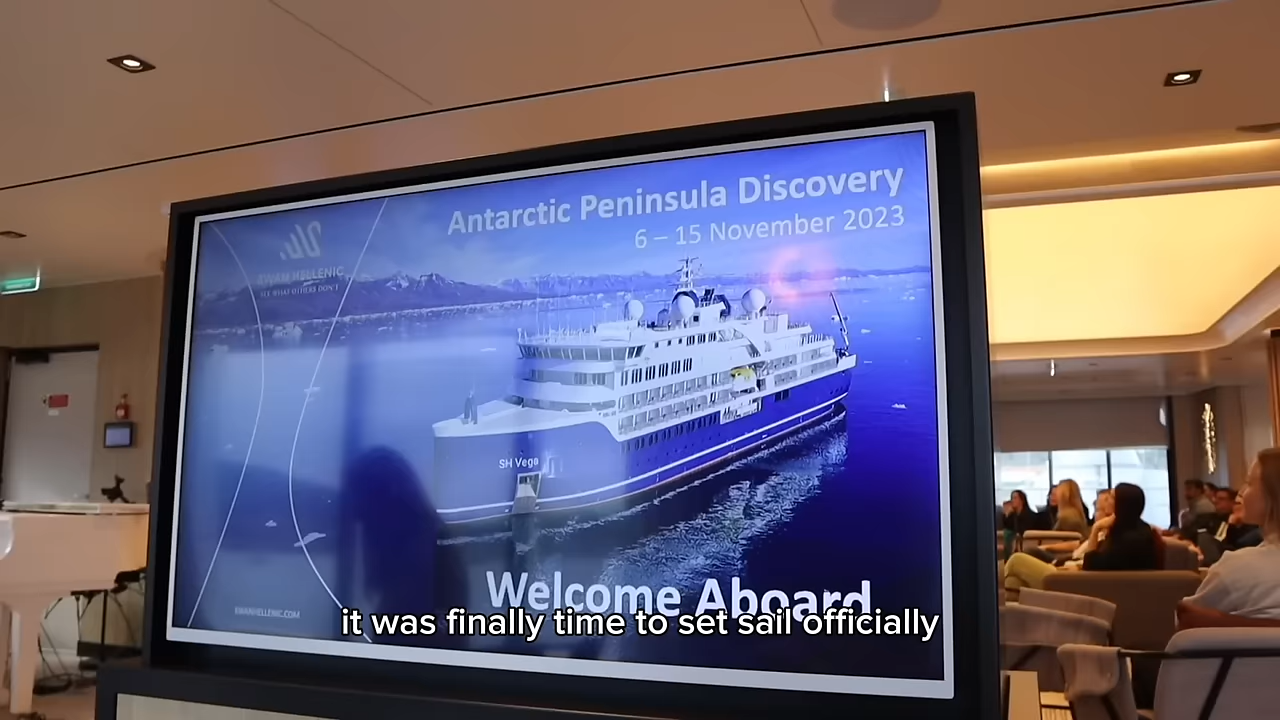 Antarctic Peninsula Discovery
6 – 15 November 2023
SWAN HELLENIC
SEE WHAT OTHERS DON'T
SH Vega
Welcome Aboard
it was finally time to set sail officially
SWANHELLENIC.COM